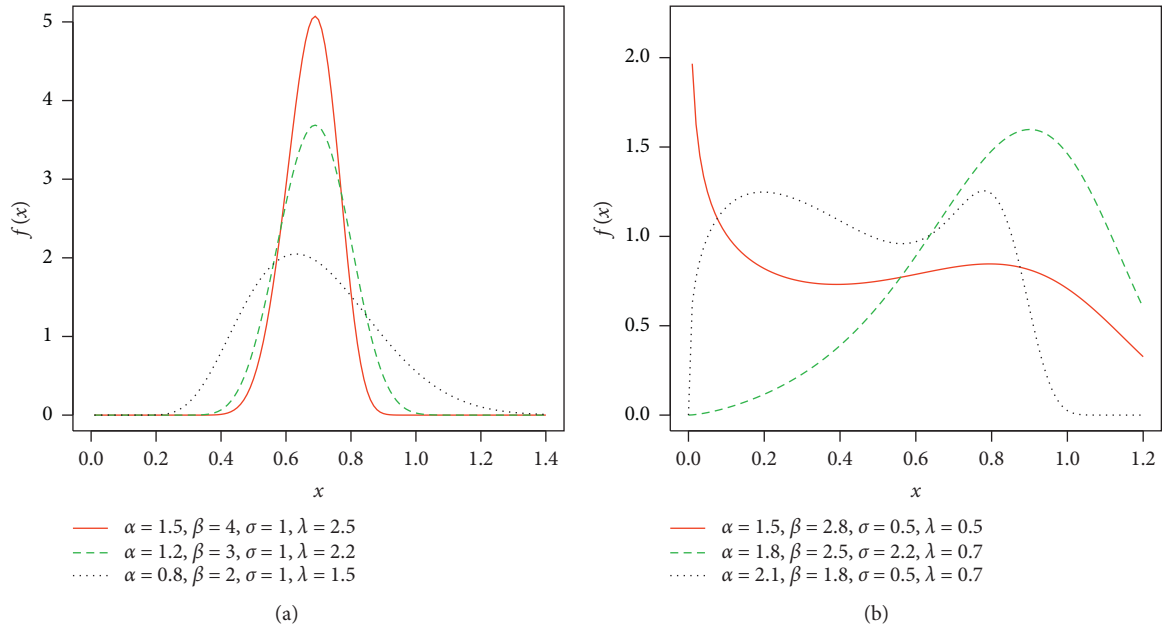 5
4
3
2
1
0
f (x)
0.0 0.2 0.4 0.6 0.8 1.0 1.2 1.4
x
α = 1.5, β = 4, σ = 1, λ = 2.5
α = 1.2, β = 3, σ = 1, λ = 2.2
α = 0.8, β = 2, σ = 1, λ = 1.5
(a)
2.0
1.5
1.0
0.5
0.0
f (x)
0.0 0.2 0.4 0.6 0.8 1.0 1.2
x
α = 1.5, β = 2.8, σ = 0.5, λ = 0.5
α = 1.8, β = 2.5, σ = 2.2, λ = 0.7
α = 2.1, β = 1.8, σ = 0.5, λ = 0.7
(b)